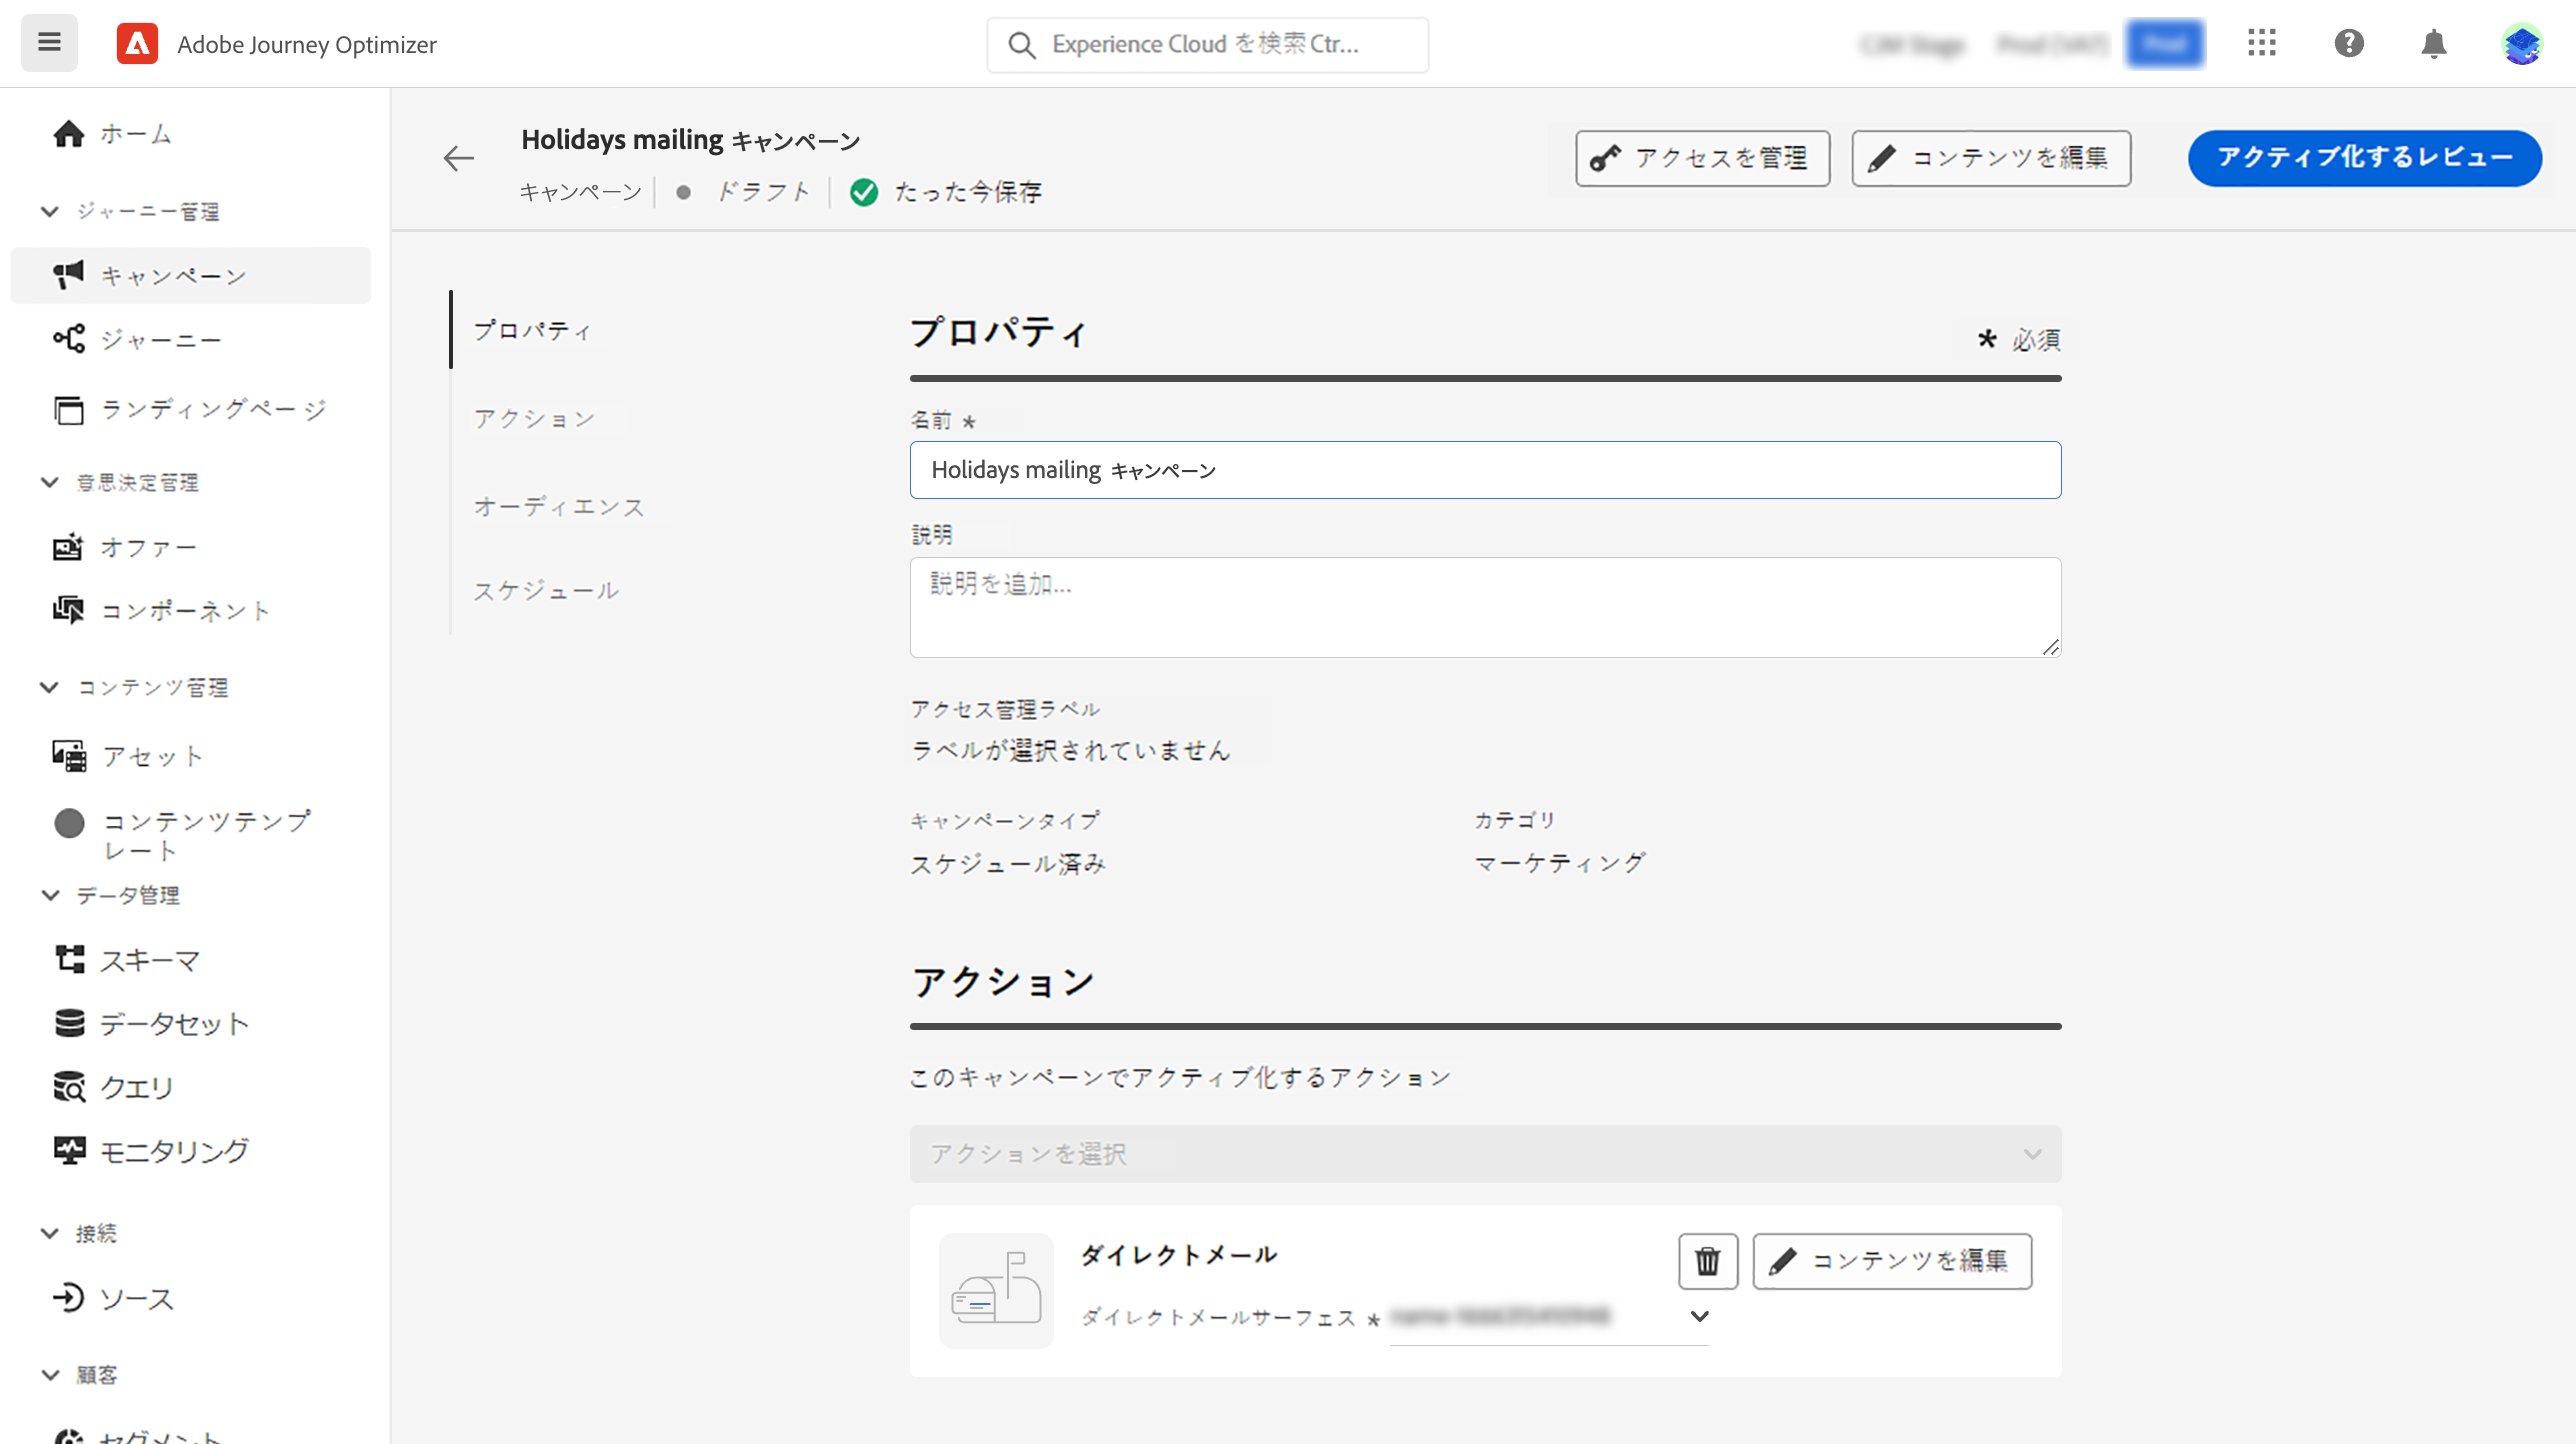 Adobe Journey Optimizer
Experience Cloud を検索 Ctr...
ホーム
ジャーニー管理
キャンペーン
ジャーニー
ランディングページ
意思決定管理
オファー
コンポーネント
コンテンツ管理
アセット
コンテンツテンプ
レート
データ管理
スキーマ
データセット
クエリ
モニタリング
接続
ソース
顧客
セグメント
Holidays mailing キャンペーン
キャンペーン
ドラフト
たった今保存
アクセスを管理
コンテンツを編集
アクティブ化するレビュー
プロパティ
アクション
オーディエンス
スケジュール
プロパティ
* 必須
名前 *
Holidays mailing キャンペーン
説明
説明を追加...
アクセス管理ラベル
ラベルが選択されていません
キャンペーンタイプ
スケジュール済み
カテゴリ
マーケティング
アクション
このキャンペーンでアクティブ化するアクション
アクションを選択
ダイレクトメール
コンテンツを編集
ダイレクトメールサーフェス *